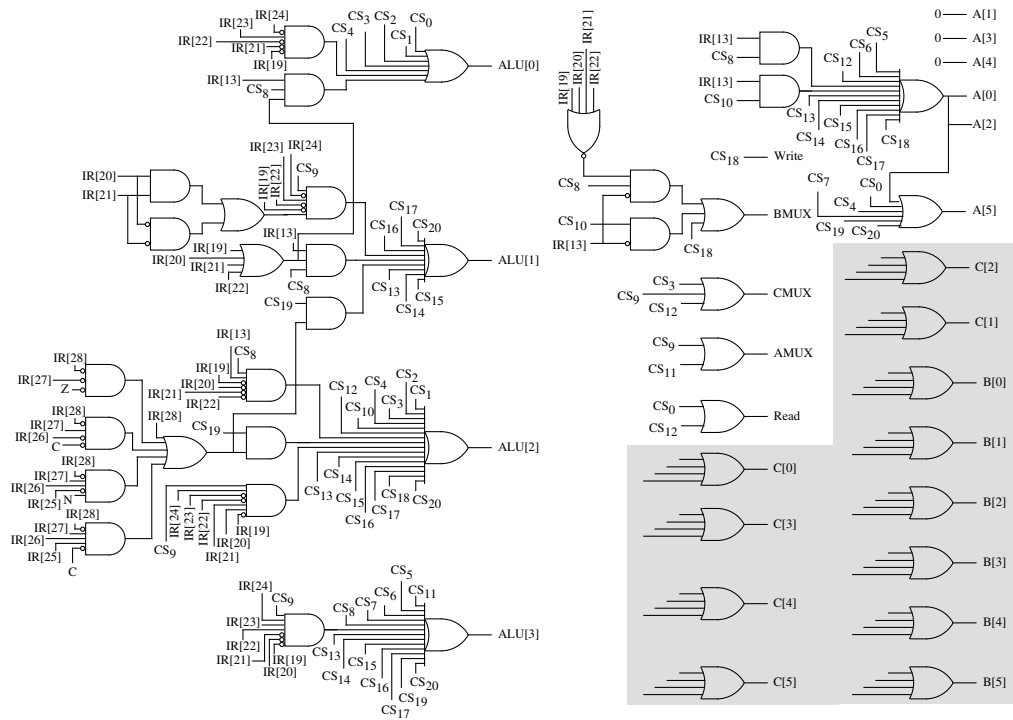 IR[24]
IR[23]
IR[22]
IR[21]
IR[19]
CS4
CS3
CS2
CS1
CS0
ALU[0]
IR[13]
CS8
IR[20]
IR[21]
IR[23]
IR[24]
IR[19]
IR[22]
CS9
IR[19]
IR[20]
IR[21]
IR[22]
IR[13]
CS8
CS16
CS17
CS20
ALU[1]
CS13
CS14
CS15
CS19
IR[28]
IR[27]
Z
IR[28]
IR[27]
IR[26]
C
IR[28]
IR[27]
IR[26]
IR[25]
N
IR[28]
IR[27]
IR[26]
IR[25]
C
IR[28]
IR[13]
CS8
IR[19]
IR[20]
IR[21]
IR[22]
CS19
CS9
IR[24]
IR[23]
IR[22]
IR[21]
IR[20]
IR[19]
CS12
CS10
CS4
CS3
CS2
CS1
ALU[2]
CS13
CS14
CS15
CS16
CS17
CS18
CS20
IR[24]
CS9
IR[23]
IR[22]
IR[21]
IR[20]
IR[19]
CS8
CS7
CS6
CS5
CS11
ALU[3]
CS13
CS14
CS15
CS16
CS17
CS19
CS20
IR[19]
IR[20]
IR[21]
IR[22]
CS8
CS10
IR[13]
CS18
BMUX
CS3
CS9
CS12
CMUX
CS9
CS11
AMUX
CS0
CS12
Read
CS18 Write
IR[13]
CS8
IR[13]
CS10
CS12
CS6
CS5
CS13
CS14
CS15
CS16
CS17
CS18
0 A[1]
0 A[3]
0 A[4]
A[0]
A[2]
CS7
CS0
CS4
CS19
CS20
A[5]
C[2]
C[1]
B[0]
B[1]
B[2]
B[3]
B[4]
B[5]
C[0]
C[3]
C[4]
C[5]